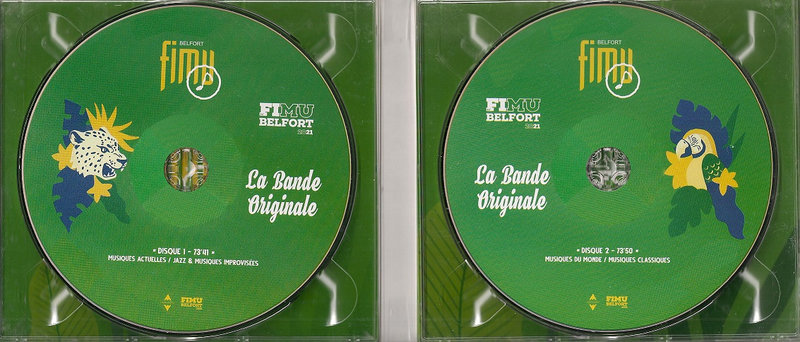 BELFORT
fimu
FIMU
BELFORT
2021
La Bande
Originale
* DISQUE 1 - 73'41 *
MUSIQUES ACTUELLES / JAZZ & MUSIQUES IMPROVISÉES
FIMU
BELFORT
BELFORT
fimu
FIMU
BELFORT
2021
La Bande
Originale
* DISQUE 2 - 73'50 *
MUSIQUES DU MONDE / MUSIQUES CLASSIQUES
FIMU
BELFORT